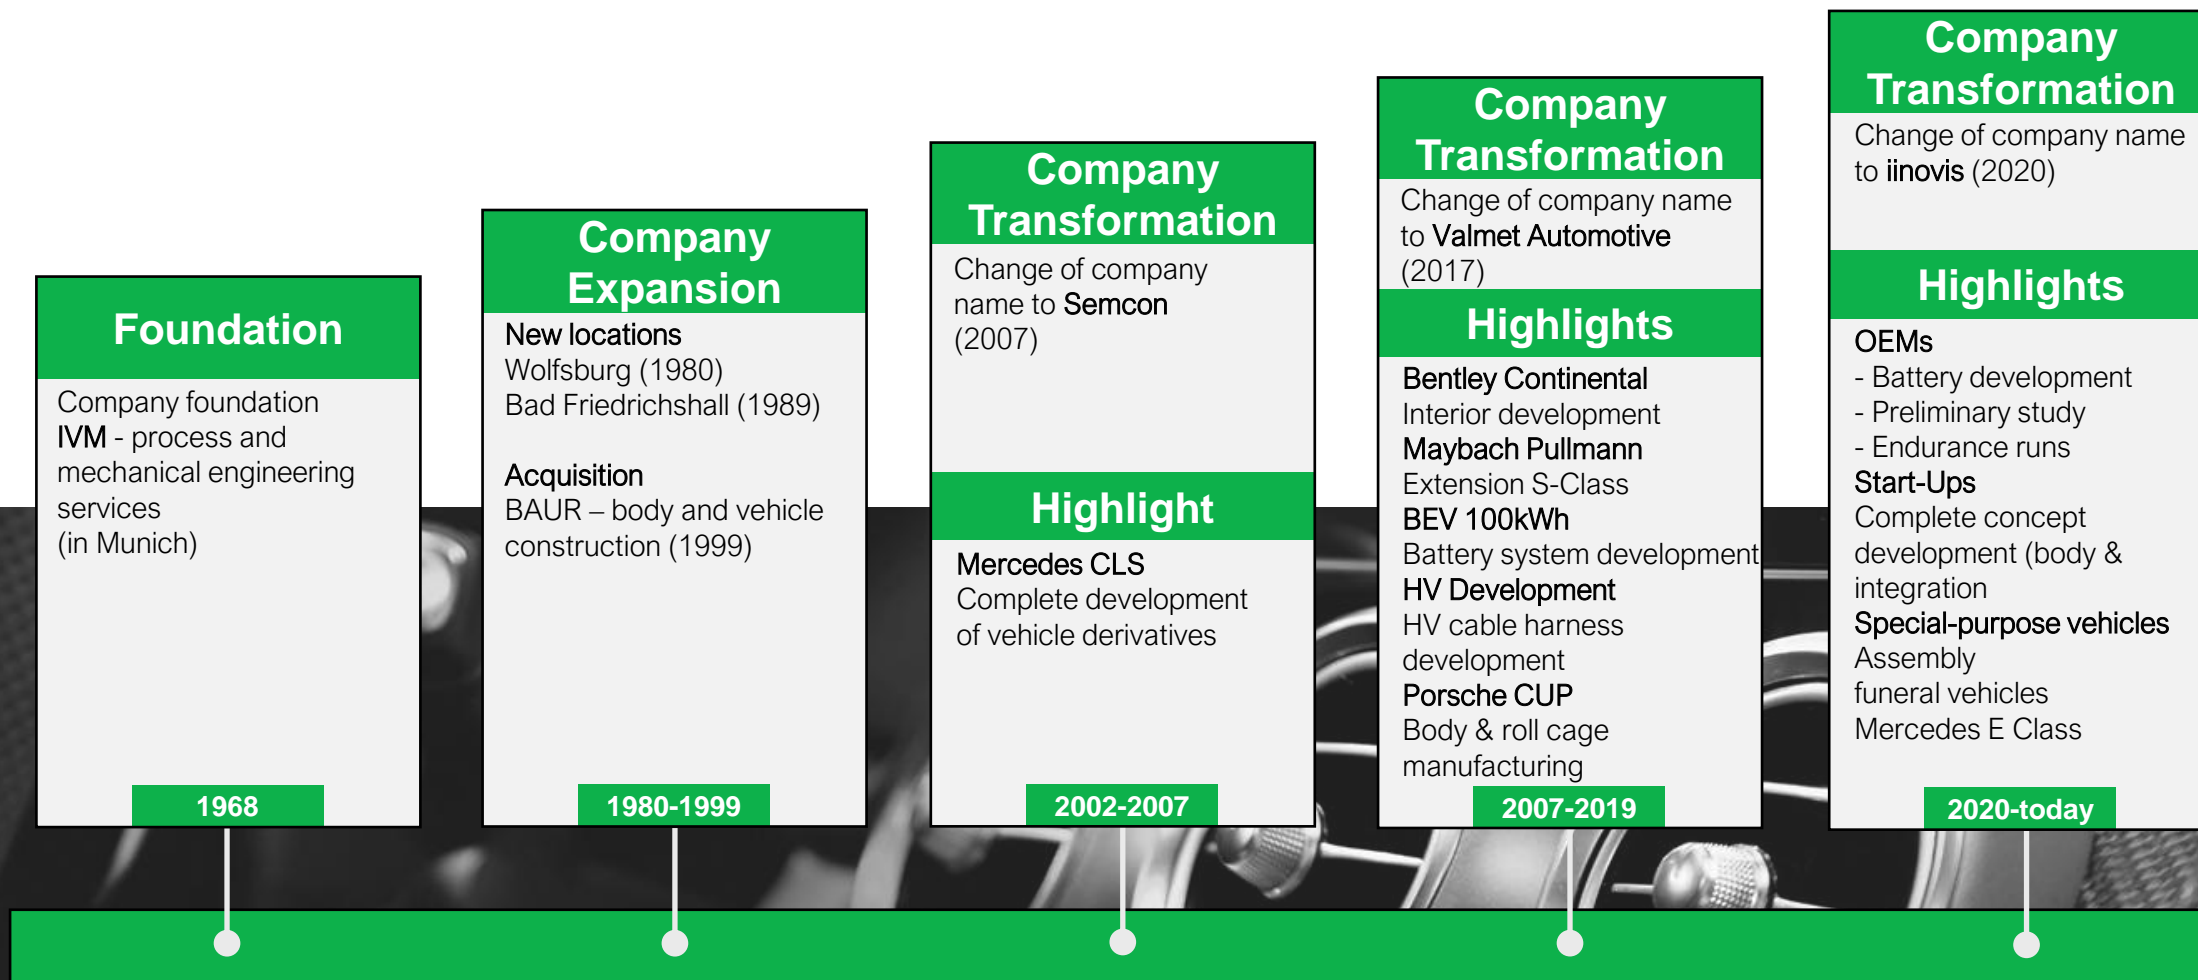 Foundation
Company foundation
IVM - process and
mechanical engineering
services
(in Munich)
1968
Company
Expansion
New locations
Wolfsburg (1980)
Bad Friedrichshall (1989)
Acquisition
BAUR – body and vehicle
construction (1999)
1980-1999
Company
Transformation
Change of company
name to Semcon
(2007)
Highlight
Mercedes CLS
Complete development
of vehicle derivatives
2002-2007
Company
Transformation
Change of company name
to Valmet Automotive
(2017)
Highlights
Bentley Continental
Interior development
Maybach Pullmann
Extension S-Class
BEV 100kWh
Battery system development
HV Development
HV cable harness
development
Porsche CUP
Body & roll cage
manufacturing
2007-2019
Company
Transformation
Change of company name
to iinovis (2020)
Highlights
OEMs
- Battery development
- Preliminary study
- Endurance runs
Start-Ups
Complete concept
development (body &
integration
Special-purpose vehicles
Assembly
funeral vehicles
Mercedes E Class
2020-today